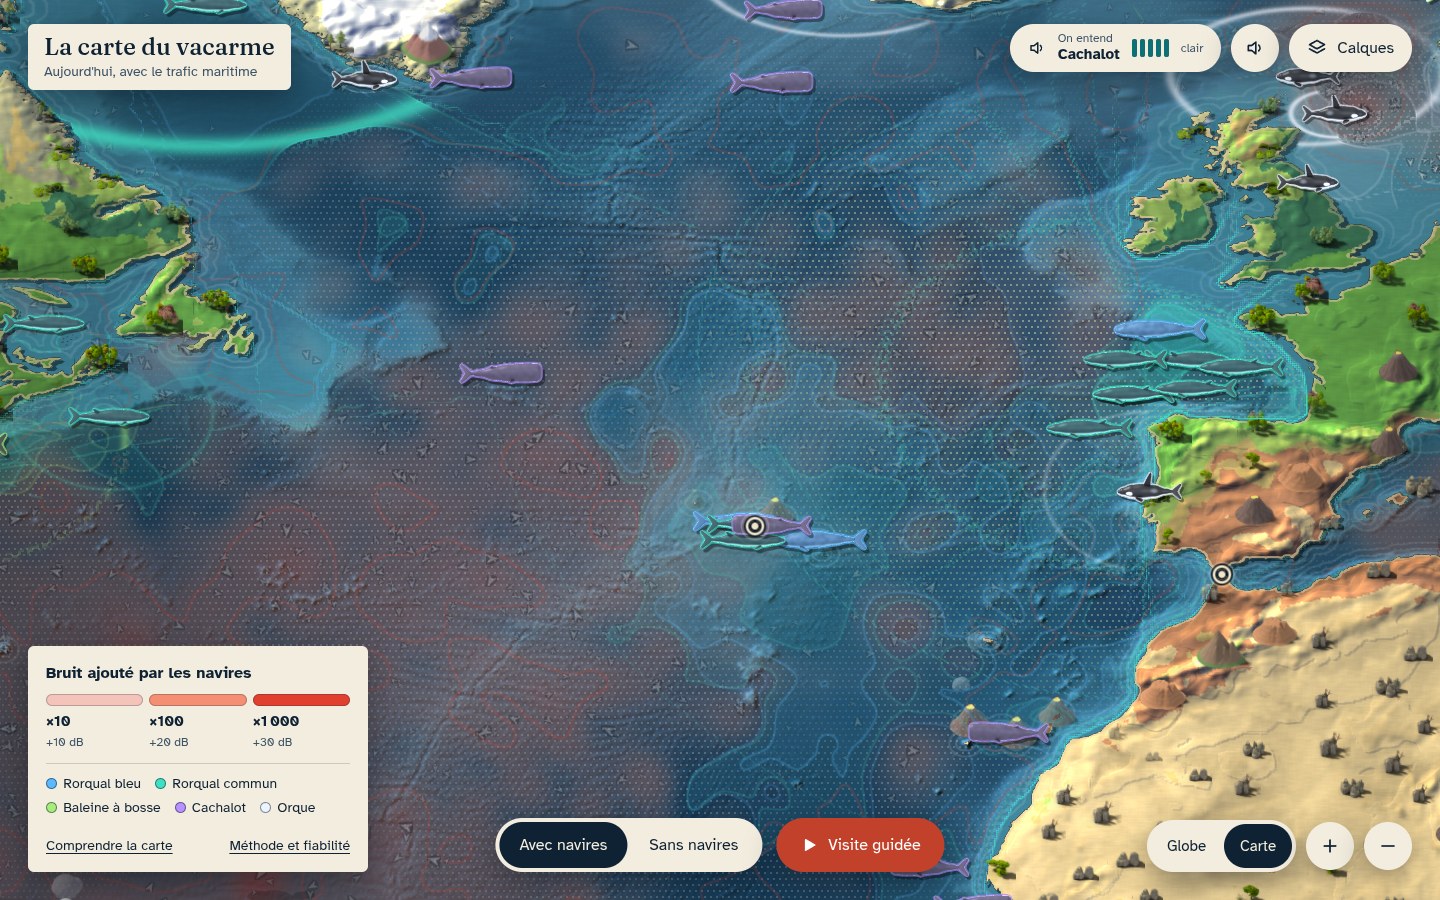 La carte du vacarme
Aujourd'hui, avec le trafic maritime
On entend
Cachalot
clair
Calques
Bruit ajouté par les navires
×10
×100
×1 000
+10 dB
+20 dB
+30 dB
Rorqual bleu
Rorqual commun
Baleine à bosse
Cachalot
Orque
Comprendre la carte
Méthode et fiabilité
Avec navires
Sans navires
Visite guidée
Globe
Carte
+
−